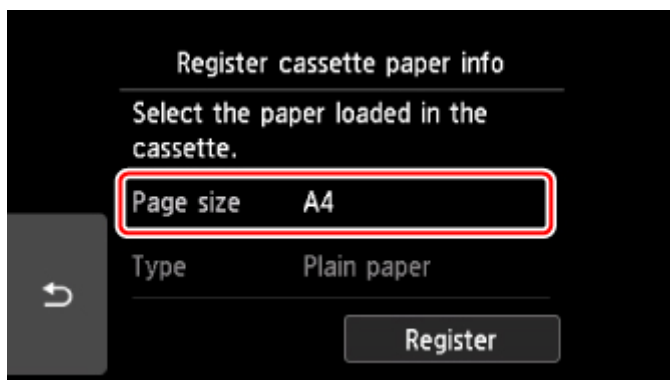 Register cassette paper info
Select the paper loaded in the
cassette.
Page size A4
Type Plain paper
Register